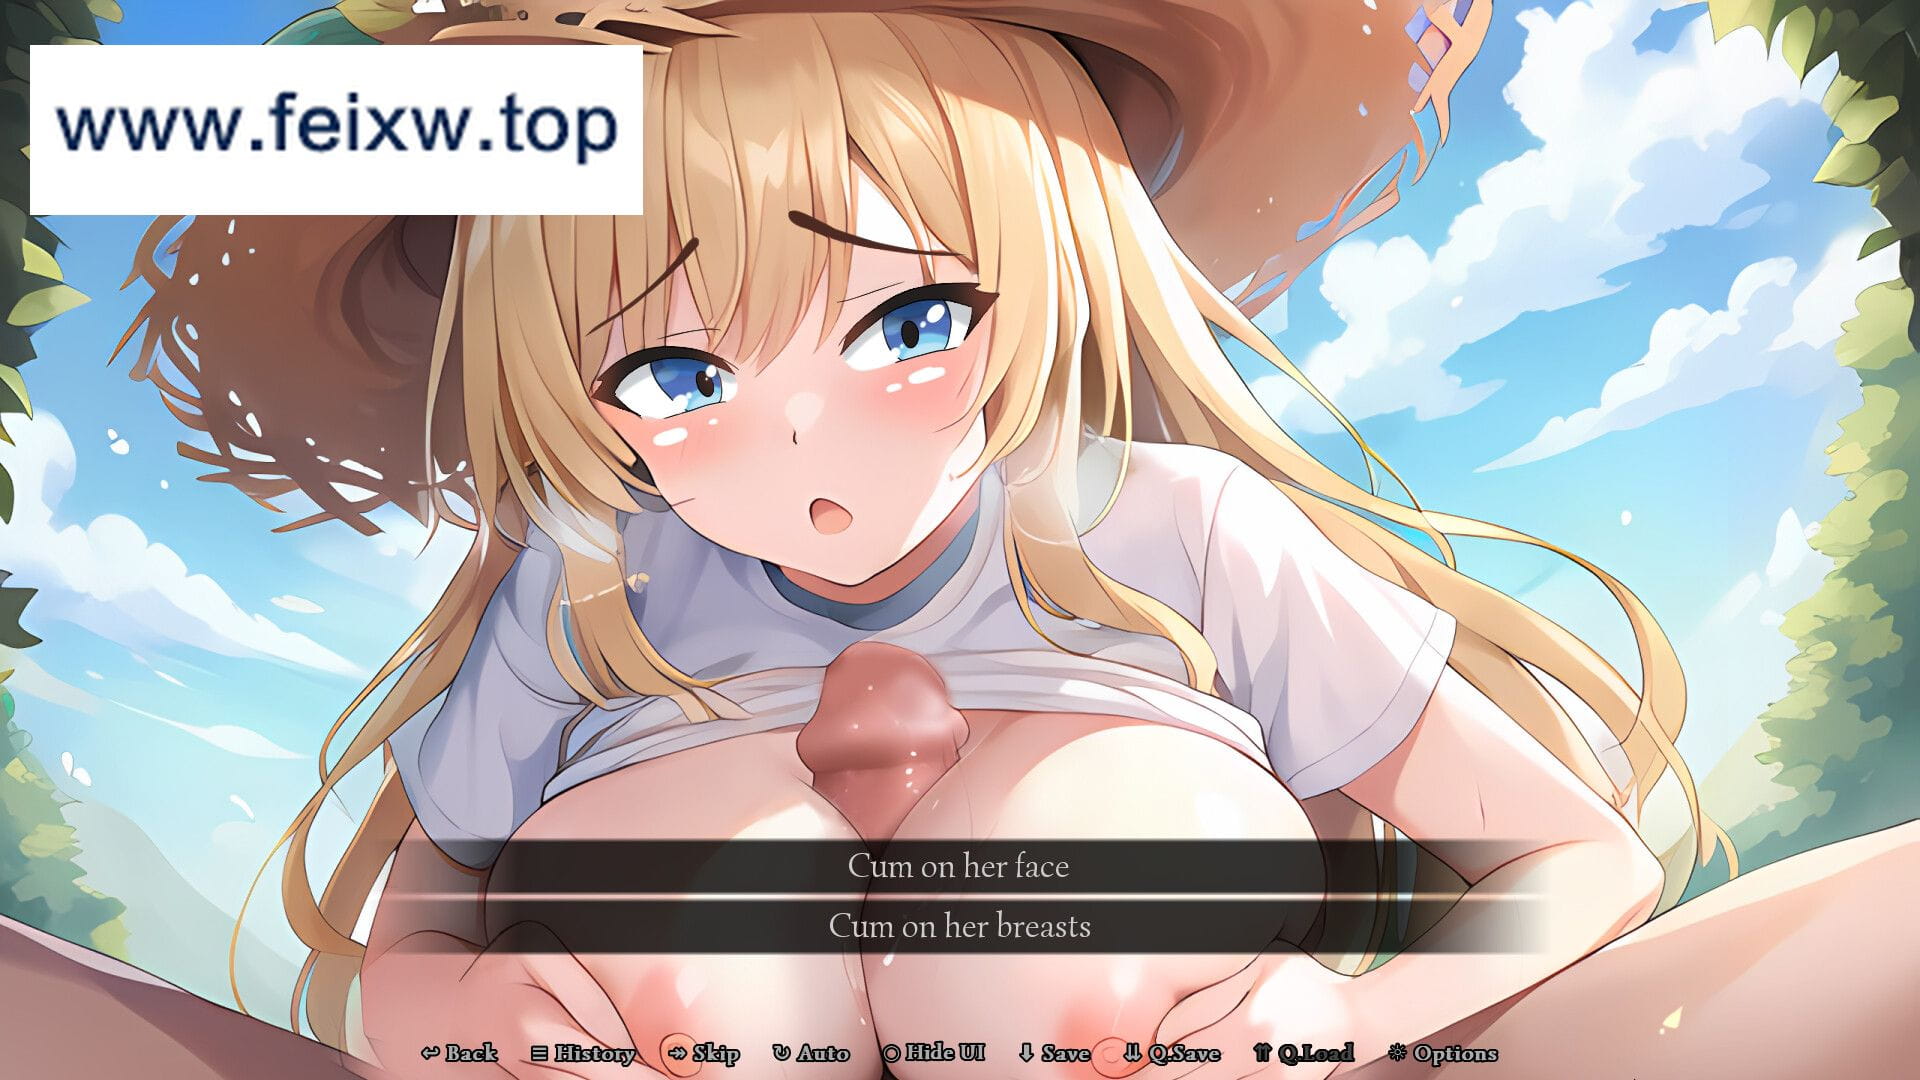 www.feixw.top
Cum on her face
Cum on her breasts
Back History Skip Auto Hide UI Save Q.Save Q.Load Options